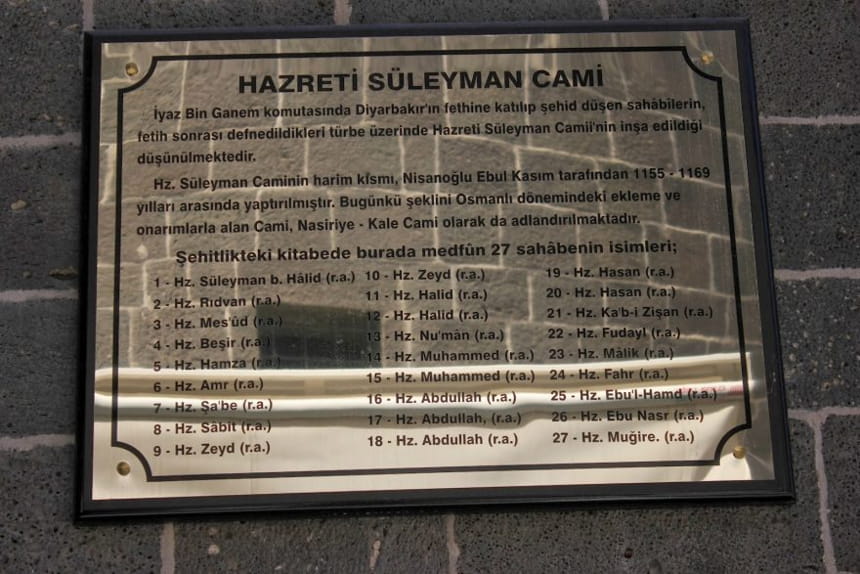 HAZRETİ SÜLEYMAN CAMİ
İyaz Bin Ganem komutasında Diyarbakır'ın fethine katılıp şehid düşen sahâbilerin,
fetih sonrası defnedildikleri türbe üzerinde Hazreti Süleyman Camii'nin inşa edildiği
düşünülmektedir.
Hz. Süleyman Caminin harim kısmı, Nisanoğlu Ebul Kasım tarafından 1155 - 1169
yılları arasında yaptırılmıştır. Bugünkü şeklini Osmanlı dönemindeki ekleme ve
onarımlarla alan Cami, Nasiriye - Kale Cami olarak da adlandırılmaktadır.
Şehitlikteki kitabede burada medfûn 27 sahâbenin isimleri;
1 - Hz. Süleyman b. Hâlid (r.a.)
2 - Hz. Rıdvan (r.a.)
3 - Hz. Mes'ûd (r.a.)
4 - Hz. Beşir (r.a.)
5 - Hz. Hamza (r.a.)
6 - Hz. Amr (r.a.)
7 - Hz. Şa'be (r.a.)
8 - Hz. Sâbit (r.a.)
9 - Hz. Zeyd (r.a.)
10 - Hz. Zeyd (r.a.)
11 - Hz. Halid (r.a.)
12 - Hz. Halid (r.a.)
13 - Hz. Nu'mân (r.a.)
14 - Hz. Muhammed (r.a.)
15 - Hz. Muhammed (r.a.)
16 - Hz. Abdullah (r.a.)
17 - Hz. Abdullah, (r.a.)
18 - Hz. Abdullah (r.a.)
19 - Hz. Hasan (r.a.)
20 - Hz. Hasan (r.a.)
21 - Hz. Ka'b-i Zişan (r.a.)
22 - Hz. Fudayl (r.a.)
23 - Hz. Mâlik (r.a.)
24 - Hz. Fahr (r.a.)
25 - Hz. Ebu'l-Hamd (r.a.)
26 - Hz. Ebu Nasr (r.a.)
27 - Hz. Muğire. (r.a.)